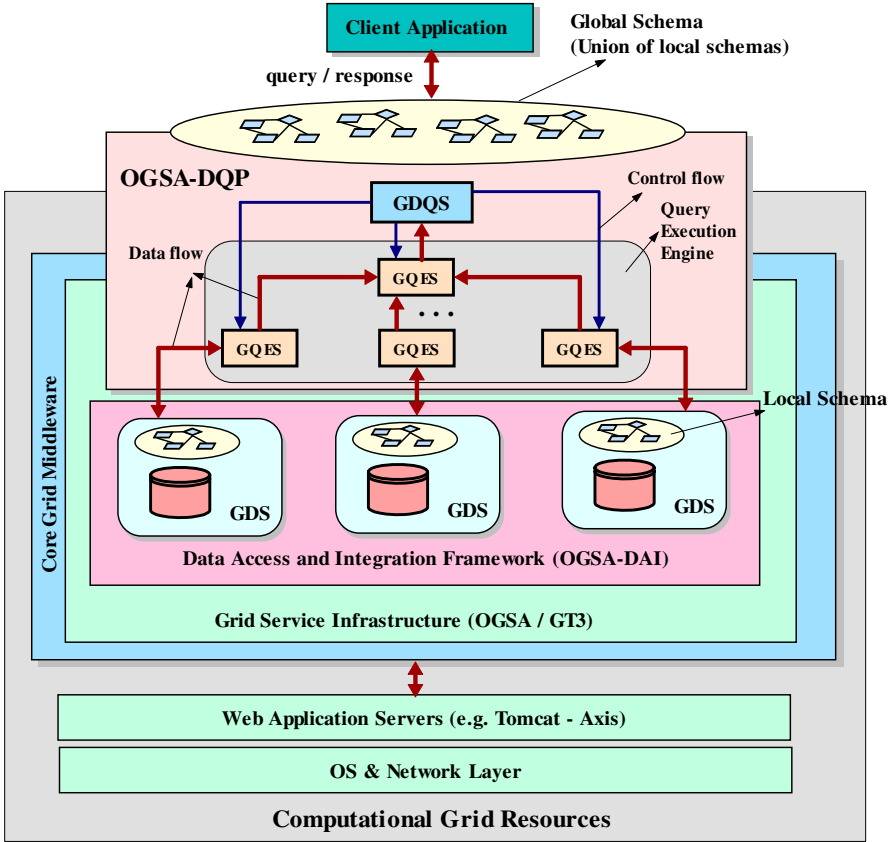 Client Application
Global Schema
(Union of local schemas)
query / response
OGSA-DQP
GDQS
Control flow
Query
Execution
Engine
Data flow
GQES
. . .
GQES
GQES
GQES
Local Schema
GDS
GDS
GDS
Data Access and Integration Framework (OGSA-DAI)
Core Grid Middleware
Grid Service Infrastructure (OGSA / GT3)
Web Application Servers (e.g. Tomcat - Axis)
OS & Network Layer
Computational Grid Resources